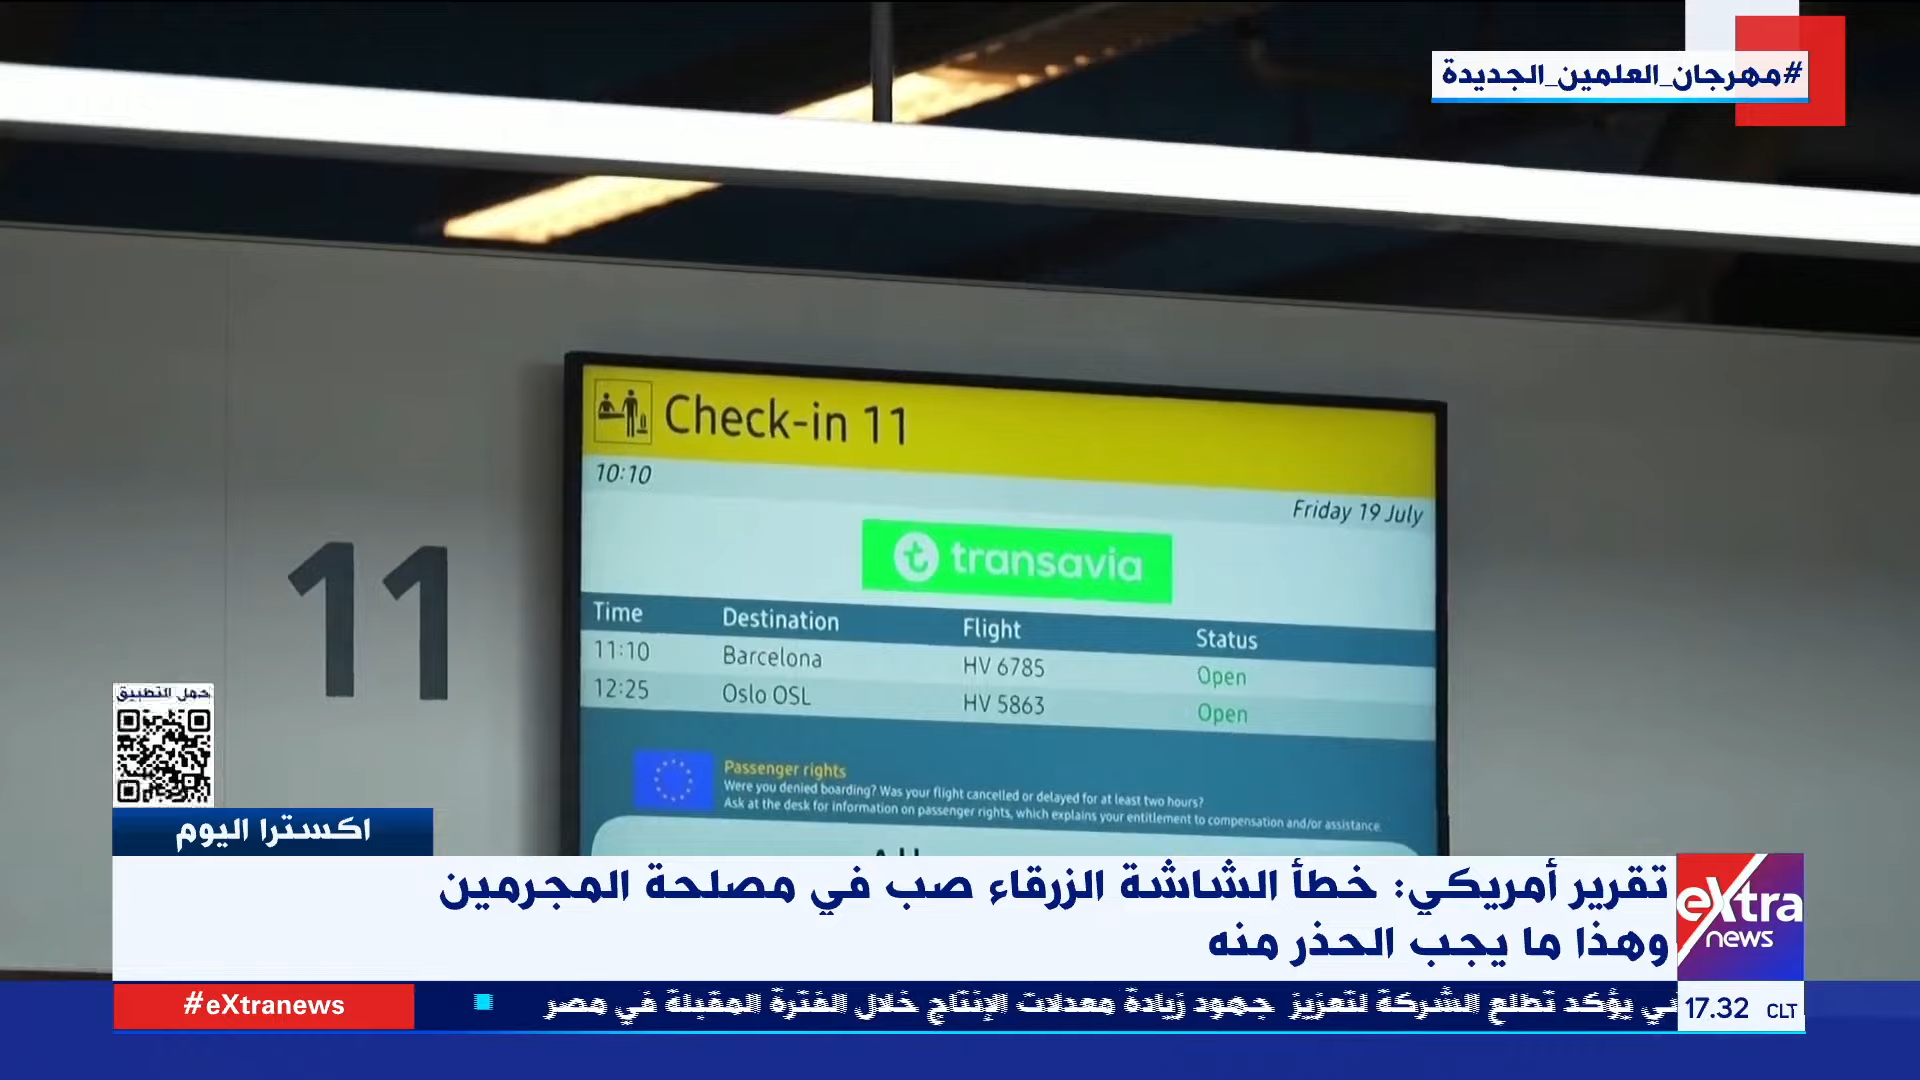 #مهرجان_العلمين_الجديدة
Check-in 11
10:10
Friday 19 July
transavia
Time Destination Flight Status
11:10 Barcelona HV 6785 Open
12:25 Oslo OSL HV 5863 Open
Passenger rights
Were you denied boarding? Was your flight cancelled or delayed for at least two hours?
Ask at the desk for information on passenger rights, which explains your entitlement to compensation and/or assistance.
11
حمل التطبيق
اكسترا اليوم
تقرير أمريكي: خطأ الشاشة الزرقاء صب في مصلحة المجرمين
وهذا ما يجب الحذر منه
eXtra
news
#eXtranews
يؤكد تطلع الشركة لتعزيز جهود زيادة معدلات الإنتاج خلال الفترة المقبلة في مصر
17.32 CLT